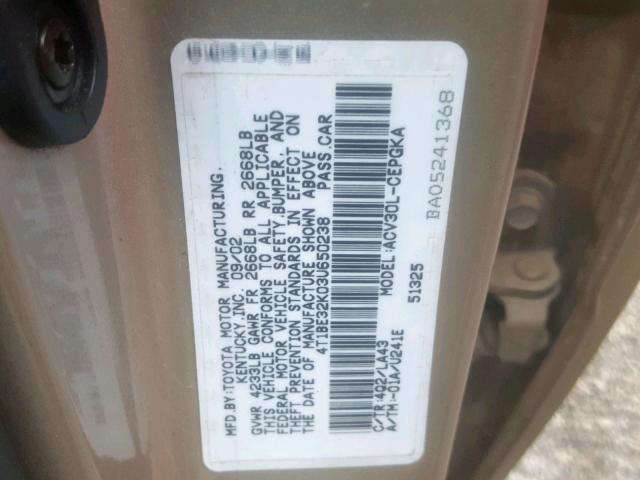 MFD.BY:TOYOTA MOTOR MANUFACTURING.
KENTUCKY.INC. 09/02
GVWR 4233LB GAWR FR 2668LB RR 2668LB
THIS VEHICLE CONFORMS TO ALL APPLICABLE
FEDERAL MOTOR VEHICLE SAFETY.BUMPER. AND
THEFT PREVENTION STANDARDS IN EFFECT ON
THE DATE OF MANUFACTURE SHOWN ABOVE
4T1BE32K03U650238 PASS.CAR
MODEL:ACV30L-CEPGKA
51325
C/TR:4Q2/LA43
A/TM:-01A/U241E
BA05241368